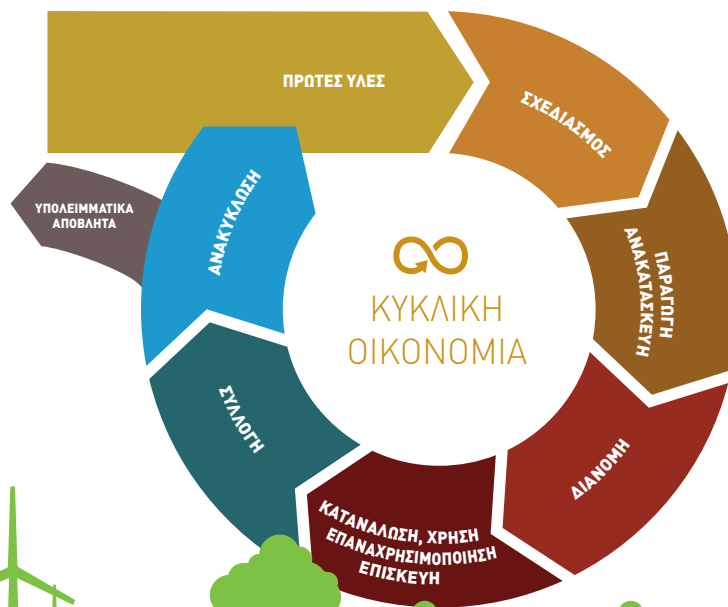 ΠΡΩΤΕΣ ΥΛΕΣ
ΣΧΕΔΙΑΣΜΟΣ
ΠΑΡΑΓΩΓΗ
ΑΝΑΚΑΤΑΣΚΕΥΗ
ΔΙΑΝΟΜΗ
ΚΑΤΑΝΑΛΩΣΗ, ΧΡΗΣΗ
ΕΠΑΝΑΧΡΗΣΙΜΟΠΟΙΗΣΗ
ΕΠΙΣΚΕΥΗ
ΣΥΛΛΟΓΗ
ΑΝΑΚΥΚΛΩΣΗ
ΥΠΟΛΕΙΜΜΑΤΙΚΑ
ΑΠΟΒΛΗΤΑ
ΚΥΚΛΙΚΗ
ΟΙΚΟΝΟΜΙΑ